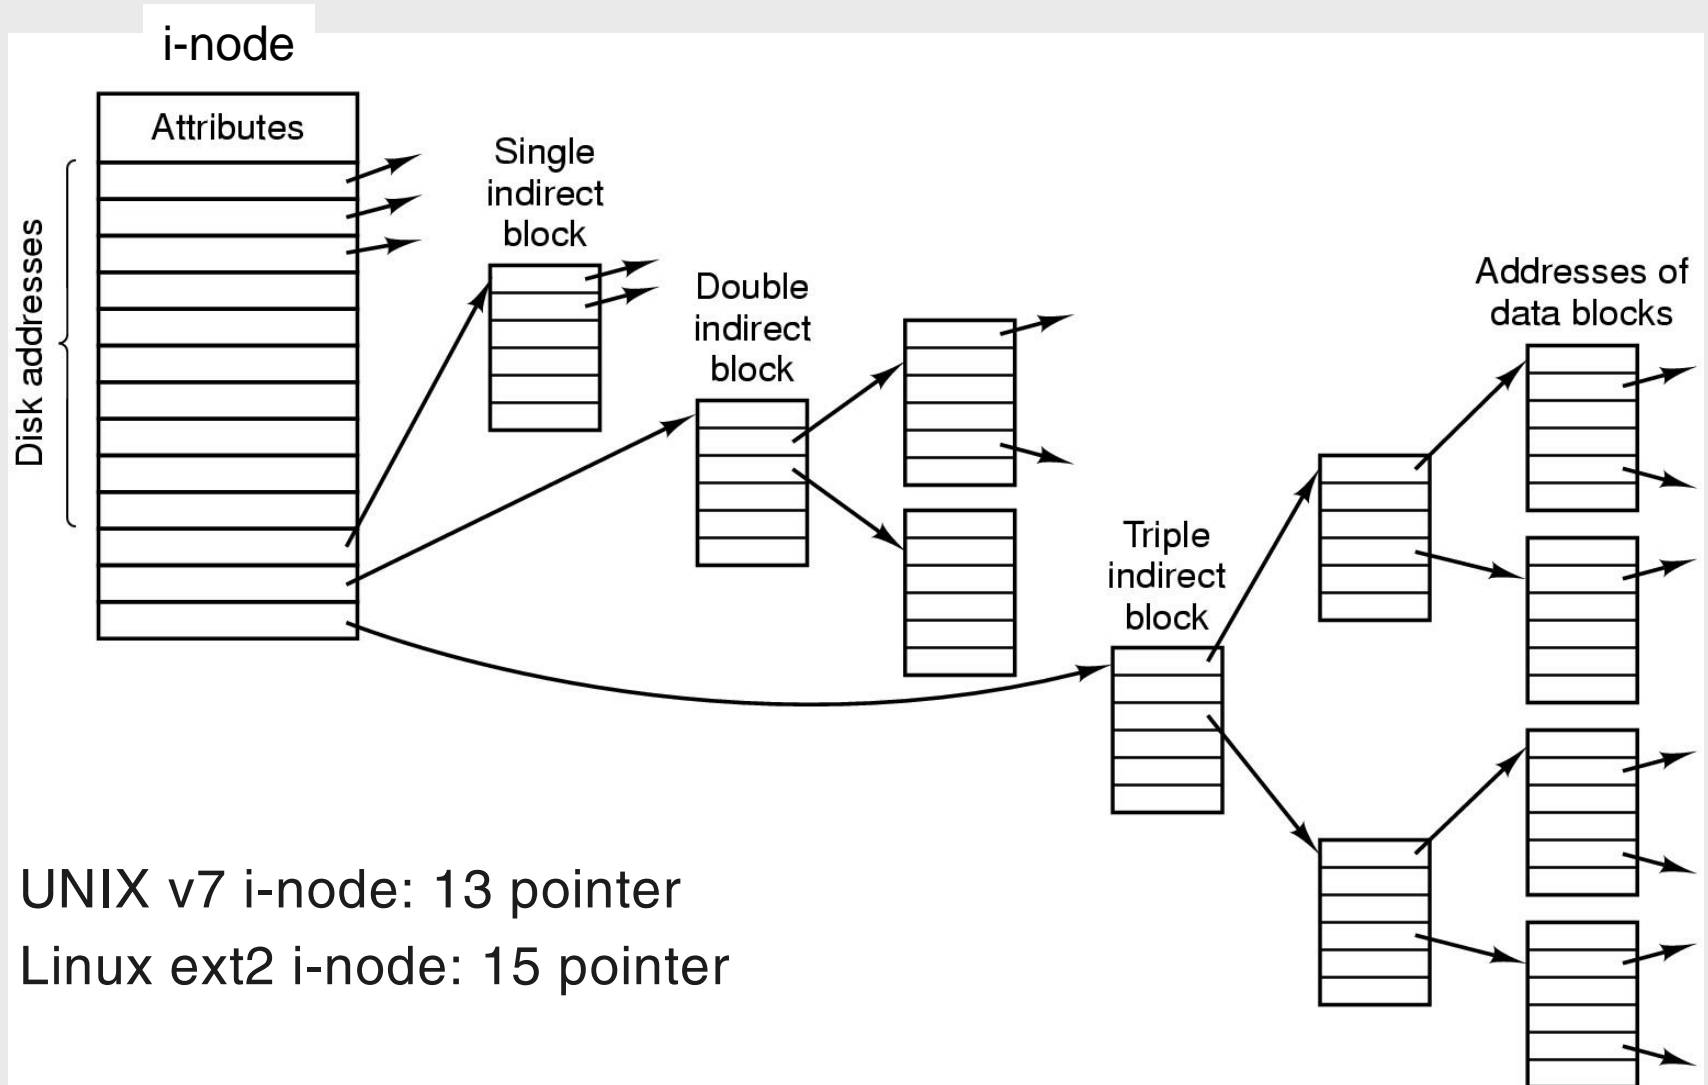 i-node
Attributes
Disk addresses
Single
indirect
block
Double
indirect
block
Triple
indirect
block
Addresses of
data blocks
UNIX v7 i-node: 13 pointer
Linux ext2 i-node: 15 pointer